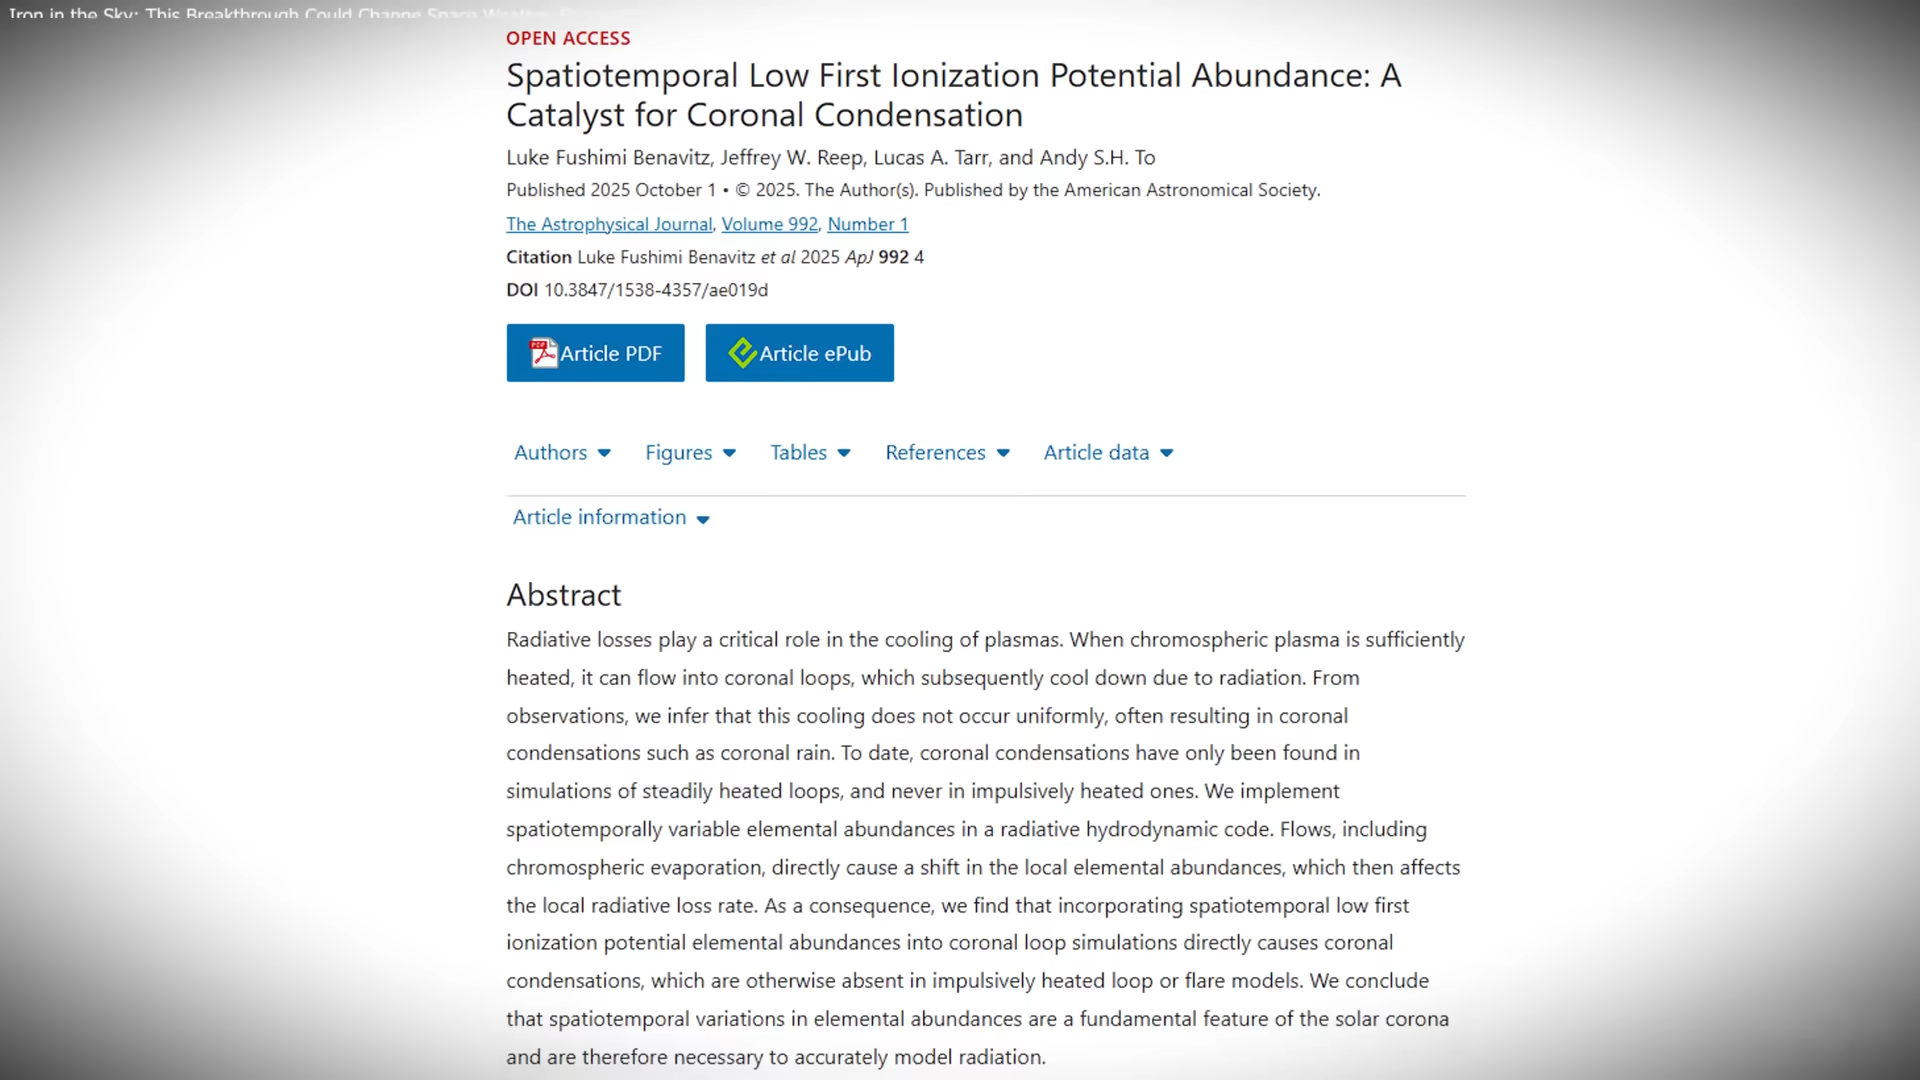 Iron in the Sky: This Breakthrough Could Change Space Weather
OPEN ACCESS
Spatiotemporal Low First Ionization Potential Abundance: A
Catalyst for Coronal Condensation
Luke Fushimi Benavitz, Jeffrey W. Reep, Lucas A. Tarr, and Andy S.H. To
Published 2025 October 1 • © 2025. The Author(s). Published by the American Astronomical Society.
The Astrophysical Journal, Volume 992, Number 1
Citation Luke Fushimi Benavitz et al 2025 ApJ 992 4
DOI 10.3847/1538-4357/ae019d
Article PDF Article ePub
Authors Figures Tables References Article data
Article information
Abstract
Radiative losses play a critical role in the cooling of plasmas. When chromospheric plasma is sufficiently
heated, it can flow into coronal loops, which subsequently cool down due to radiation. From
observations, we infer that this cooling does not occur uniformly, often resulting in coronal
condensations such as coronal rain. To date, coronal condensations have only been found in
simulations of steadily heated loops, and never in impulsively heated ones. We implement
spatiotemporally variable elemental abundances in a radiative hydrodynamic code. Flows, including
chromospheric evaporation, directly cause a shift in the local elemental abundances, which then affects
the local radiative loss rate. As a consequence, we find that incorporating spatiotemporal low first
ionization potential elemental abundances into coronal loop simulations directly causes coronal
condensations, which are otherwise absent in impulsively heated loop or flare models. We conclude
that spatiotemporal variations in elemental abundances are a fundamental feature of the solar corona
and are therefore necessary to accurately model radiation.